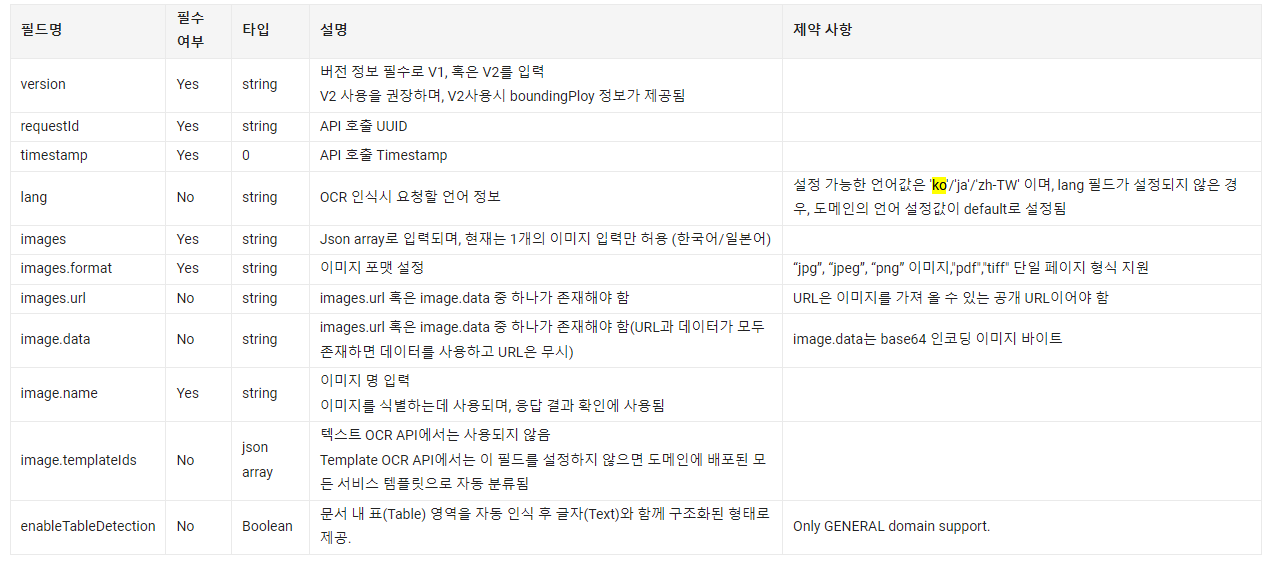 필드명
필수
여부
타입
설명
제약 사항
version
Yes
string
버전 정보 필수로 V1, 혹은 V2를 입력
V2 사용을 권장하며, V2사용시 boundingPloy 정보가 제공됨
requestId
Yes
string
API 호출 UUID
timestamp
Yes
0
API 호출 Timestamp
lang
No
string
OCR 인식시 요청할 언어 정보
설정 가능한 언어값은 'ko'/'ja'/'zh-TW' 이며, lang 필드가 설정되지 않은 경
우, 도메인의 언어 설정값이 default로 설정됨
images
Yes
string
Json array로 입력되며, 현재는 1개의 이미지 입력만 허용 (한국어/일본어)
images.format
Yes
string
이미지 포맷 설정
“jpg”, “jpeg”, “png” 이미지,"pdf","tiff" 단일 페이지 형식 지원
images.url
No
string
images.url 혹은 image.data 중 하나가 존재해야 함
URL은 이미지를 가져 올 수 있는 공개 URL이어야 함
image.data
No
string
images.url 혹은 image.data 중 하나가 존재해야 함(URL과 데이터가 모두
존재하면 데이터를 사용하고 URL은 무시)
image.data는 base64 인코딩 이미지 바이트
image.name
Yes
string
이미지 명 입력
이미지를 식별하는데 사용되며, 응답 결과 확인에 사용됨
image.templateIds
No
json
array
텍스트 OCR API에서는 사용되지 않음
Template OCR API에서는 이 필드를 설정하지 않으면 도메인에 배포된 모
든 서비스 템플릿으로 자동 분류됨
enableTableDetection
No
Boolean
문서 내 표(Table) 영역을 자동 인식 후 글자(Text)와 함께 구조화된 형태로
제공.
Only GENERAL domain support.